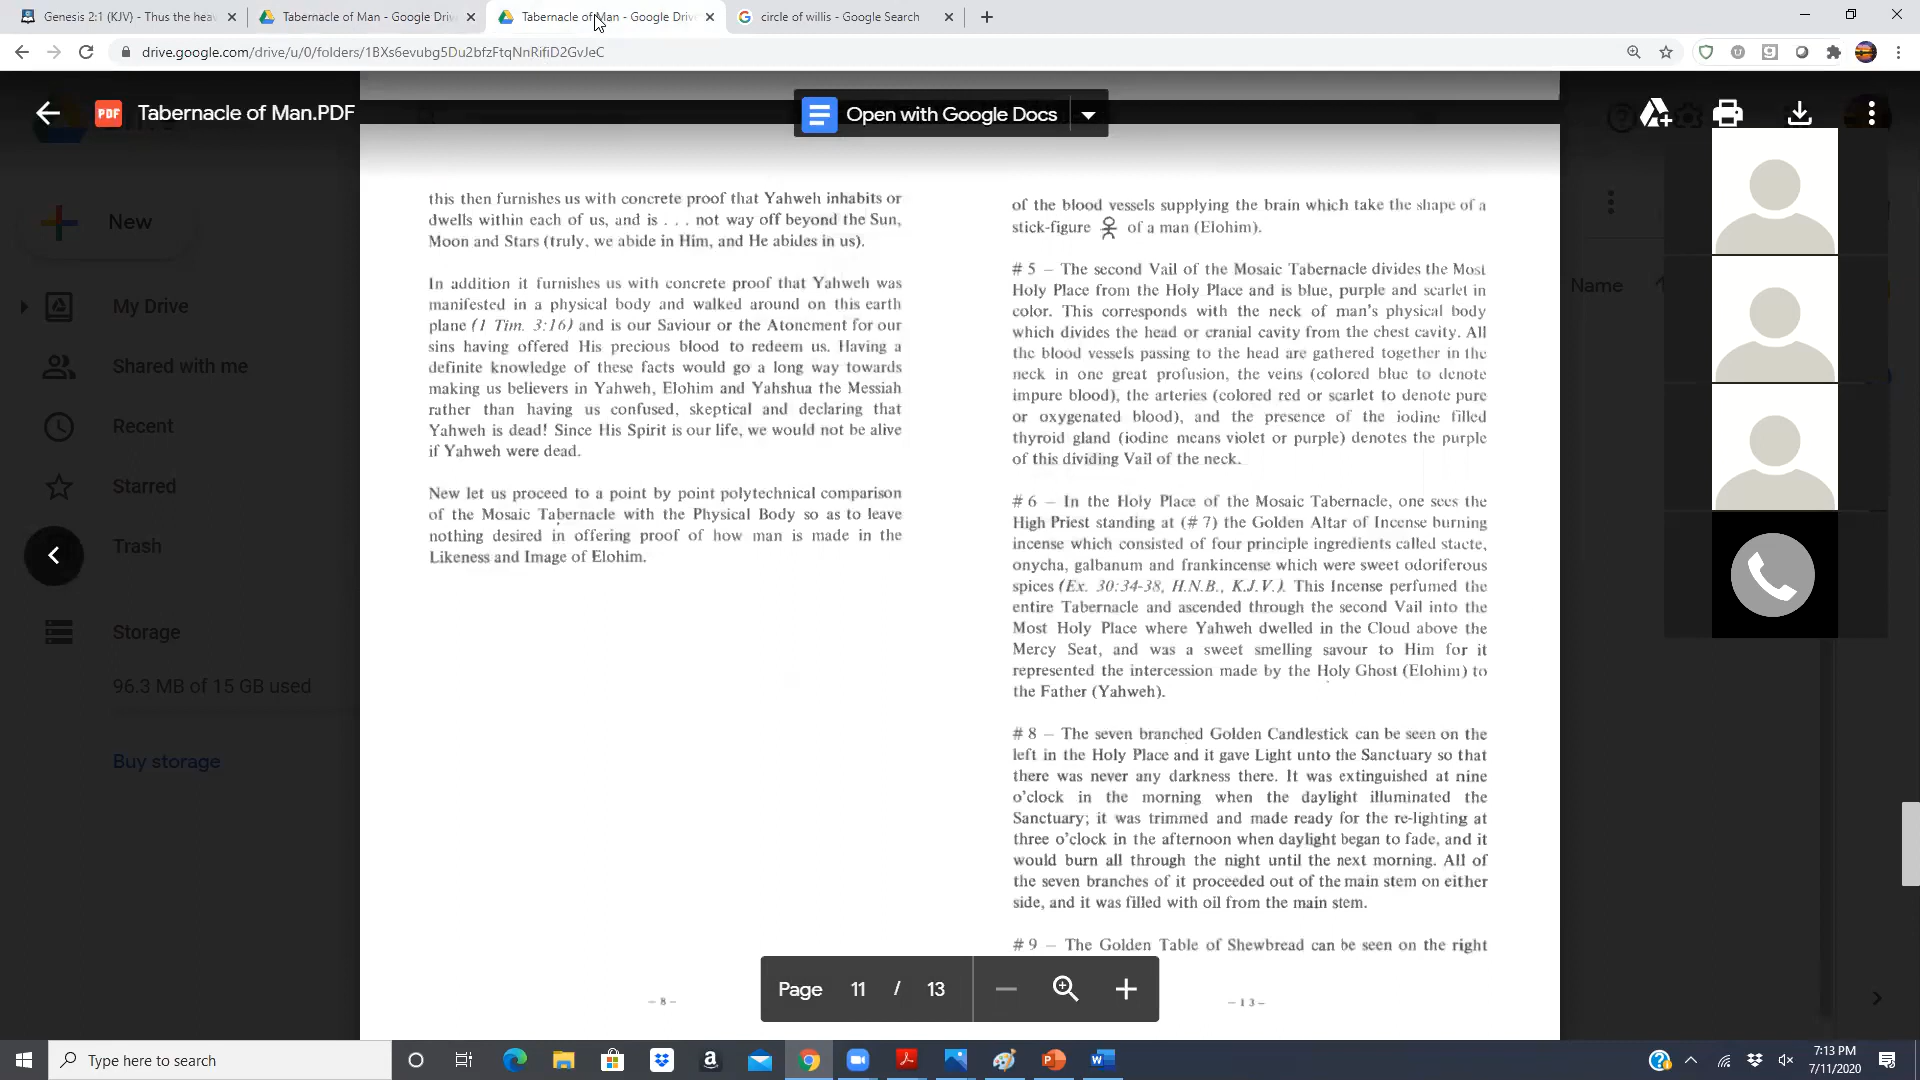 Genesis 2:1 (KJV) - Thus the hea
Tabernacle of Man - Google Driv
Tabernacle of Man - Google Driv
circle of willis - Google Search
drive.google.com/drive/u/0/folders/1BXs6evubg5Du2bfzFtqNnRifiD2GvJeC
PDF
Tabernacle of Man.PDF
Open with Google Docs
New
My Drive
Shared with me
Recent
Starred
Trash
Storage
96.3 MB of 15 GB used
Buy storage
Name
this then furnishes us with concrete proof that Yahweh inhabits or
dwells within each of us, and is . . . not way off beyond the Sun,
Moon and Stars (truly, we abide in Him, and He abides in us).
In addition it furnishes us with concrete proof that Yahweh was
manifested in a physical body and walked around on this earth
plane (1 Tim. 3:16) and is our Saviour or the Atonement for our
sins having offered His precious blood to redeem us. Having a
definite knowledge of these facts would go a long way towards
making us believers in Yahweh, Elohim and Yahshua the Messiah
rather than having us confused, skeptical and declaring that
Yahweh is dead! Since His Spirit is our life, we would not be alive
if Yahweh were dead.
New let us proceed to a point by point polytechnical comparison
of the Mosaic Tabernacle with the Physical Body so as to leave
nothing desired in offering proof of how man is made in the
Likeness and Image of Elohim.
– 8 –
of the blood vessels supplying the brain which take the shape of a
stick-figure of a man (Elohim).
# 5 – The second Vail of the Mosaic Tabernacle divides the Most
Holy Place from the Holy Place and is blue, purple and scarlet in
color. This corresponds with the neck of man's physical body
which divides the head or cranial cavity from the chest cavity. All
the blood vessels passing to the head are gathered together in the
neck in one great profusion, the veins (colored blue to denote
impure blood), the arteries (colored red or scarlet to denote pure
or oxygenated blood), and the presence of the iodine filled
thyroid gland (iodine means violet or purple) denotes the purple
of this dividing Vail of the neck.
# 6 – In the Holy Place of the Mosaic Tabernacle, one sees the
High Priest standing at (# 7) the Golden Altar of Incense burning
incense which consisted of four principle ingredients called stacte,
onycha, galbanum and frankincense which were sweet odoriferous
spices (Ex. 30:34-38, H.N.B., K.J.V.). This Incense perfumed the
entire Tabernacle and ascended through the second Vail into the
Most Holy Place where Yahweh dwelled in the Cloud above the
Mercy Seat, and was a sweet smelling savour to Him for it
represented the intercession made by the Holy Ghost (Elohim) to
the Father (Yahweh).
# 8 – The seven branched Golden Candlestick can be seen on the
left in the Holy Place and it gave Light unto the Sanctuary so that
there was never any darkness there. It was extinguished at nine
o'clock in the morning when the daylight illuminated the
Sanctuary; it was trimmed and made ready for the re-lighting at
three o'clock in the afternoon when daylight began to fade, and it
would burn all through the night until the next morning. All of
the seven branches of it proceeded out of the main stem on either
side, and it was filled with oil from the main stem.
# 9 – The Golden Table of Shewbread can be seen on the right
– 1 3 –
Page 11 / 13
Type here to search
7:13 PM
7/11/2020